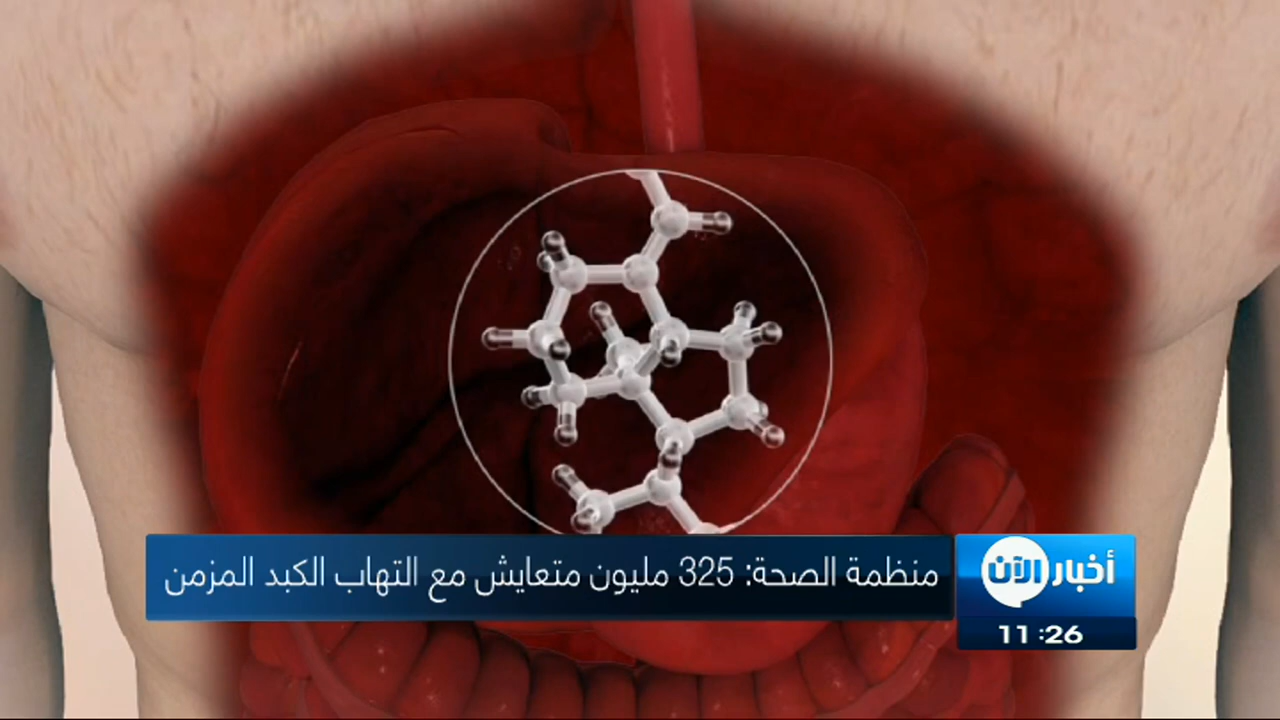 منظمة الصحة: 325 مليون متعايش مع التهاب الكبد المزمن
أخبار الآن
11:26